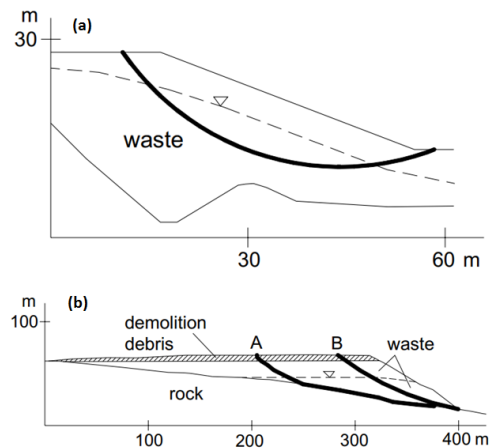 m (a)
30
waste
30 60 m
(b)
m
100
demolition debris
A B waste
rock
100 200 300 400 m